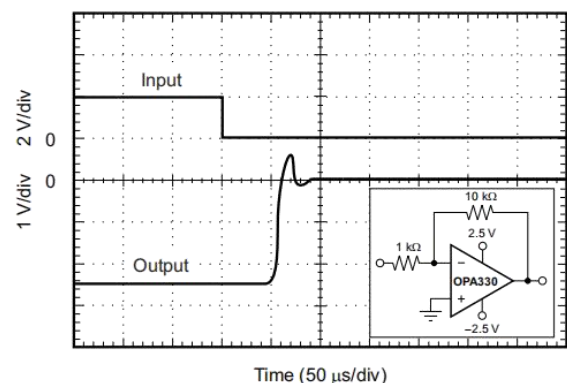 Input
2 V/div
0
1 V/div
0
Output
10 kΩ
2.5 V
1 kΩ
−
OPA330
+
−2.5 V
Time (50 μs/div)